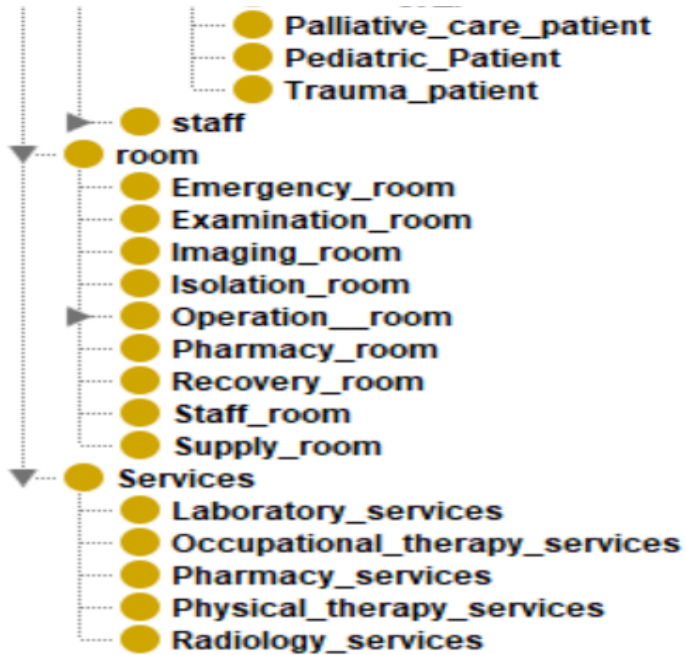 Palliative_care_patient
Pediatric_Patient
Trauma_patient
staff
room
Emergency_room
Examination_room
Imaging_room
Isolation_room
Operation__room
Pharmacy_room
Recovery_room
Staff_room
Supply_room
Services
Laboratory_services
Occupational_therapy_services
Pharmacy_services
Physical_therapy_services
Radiology_services